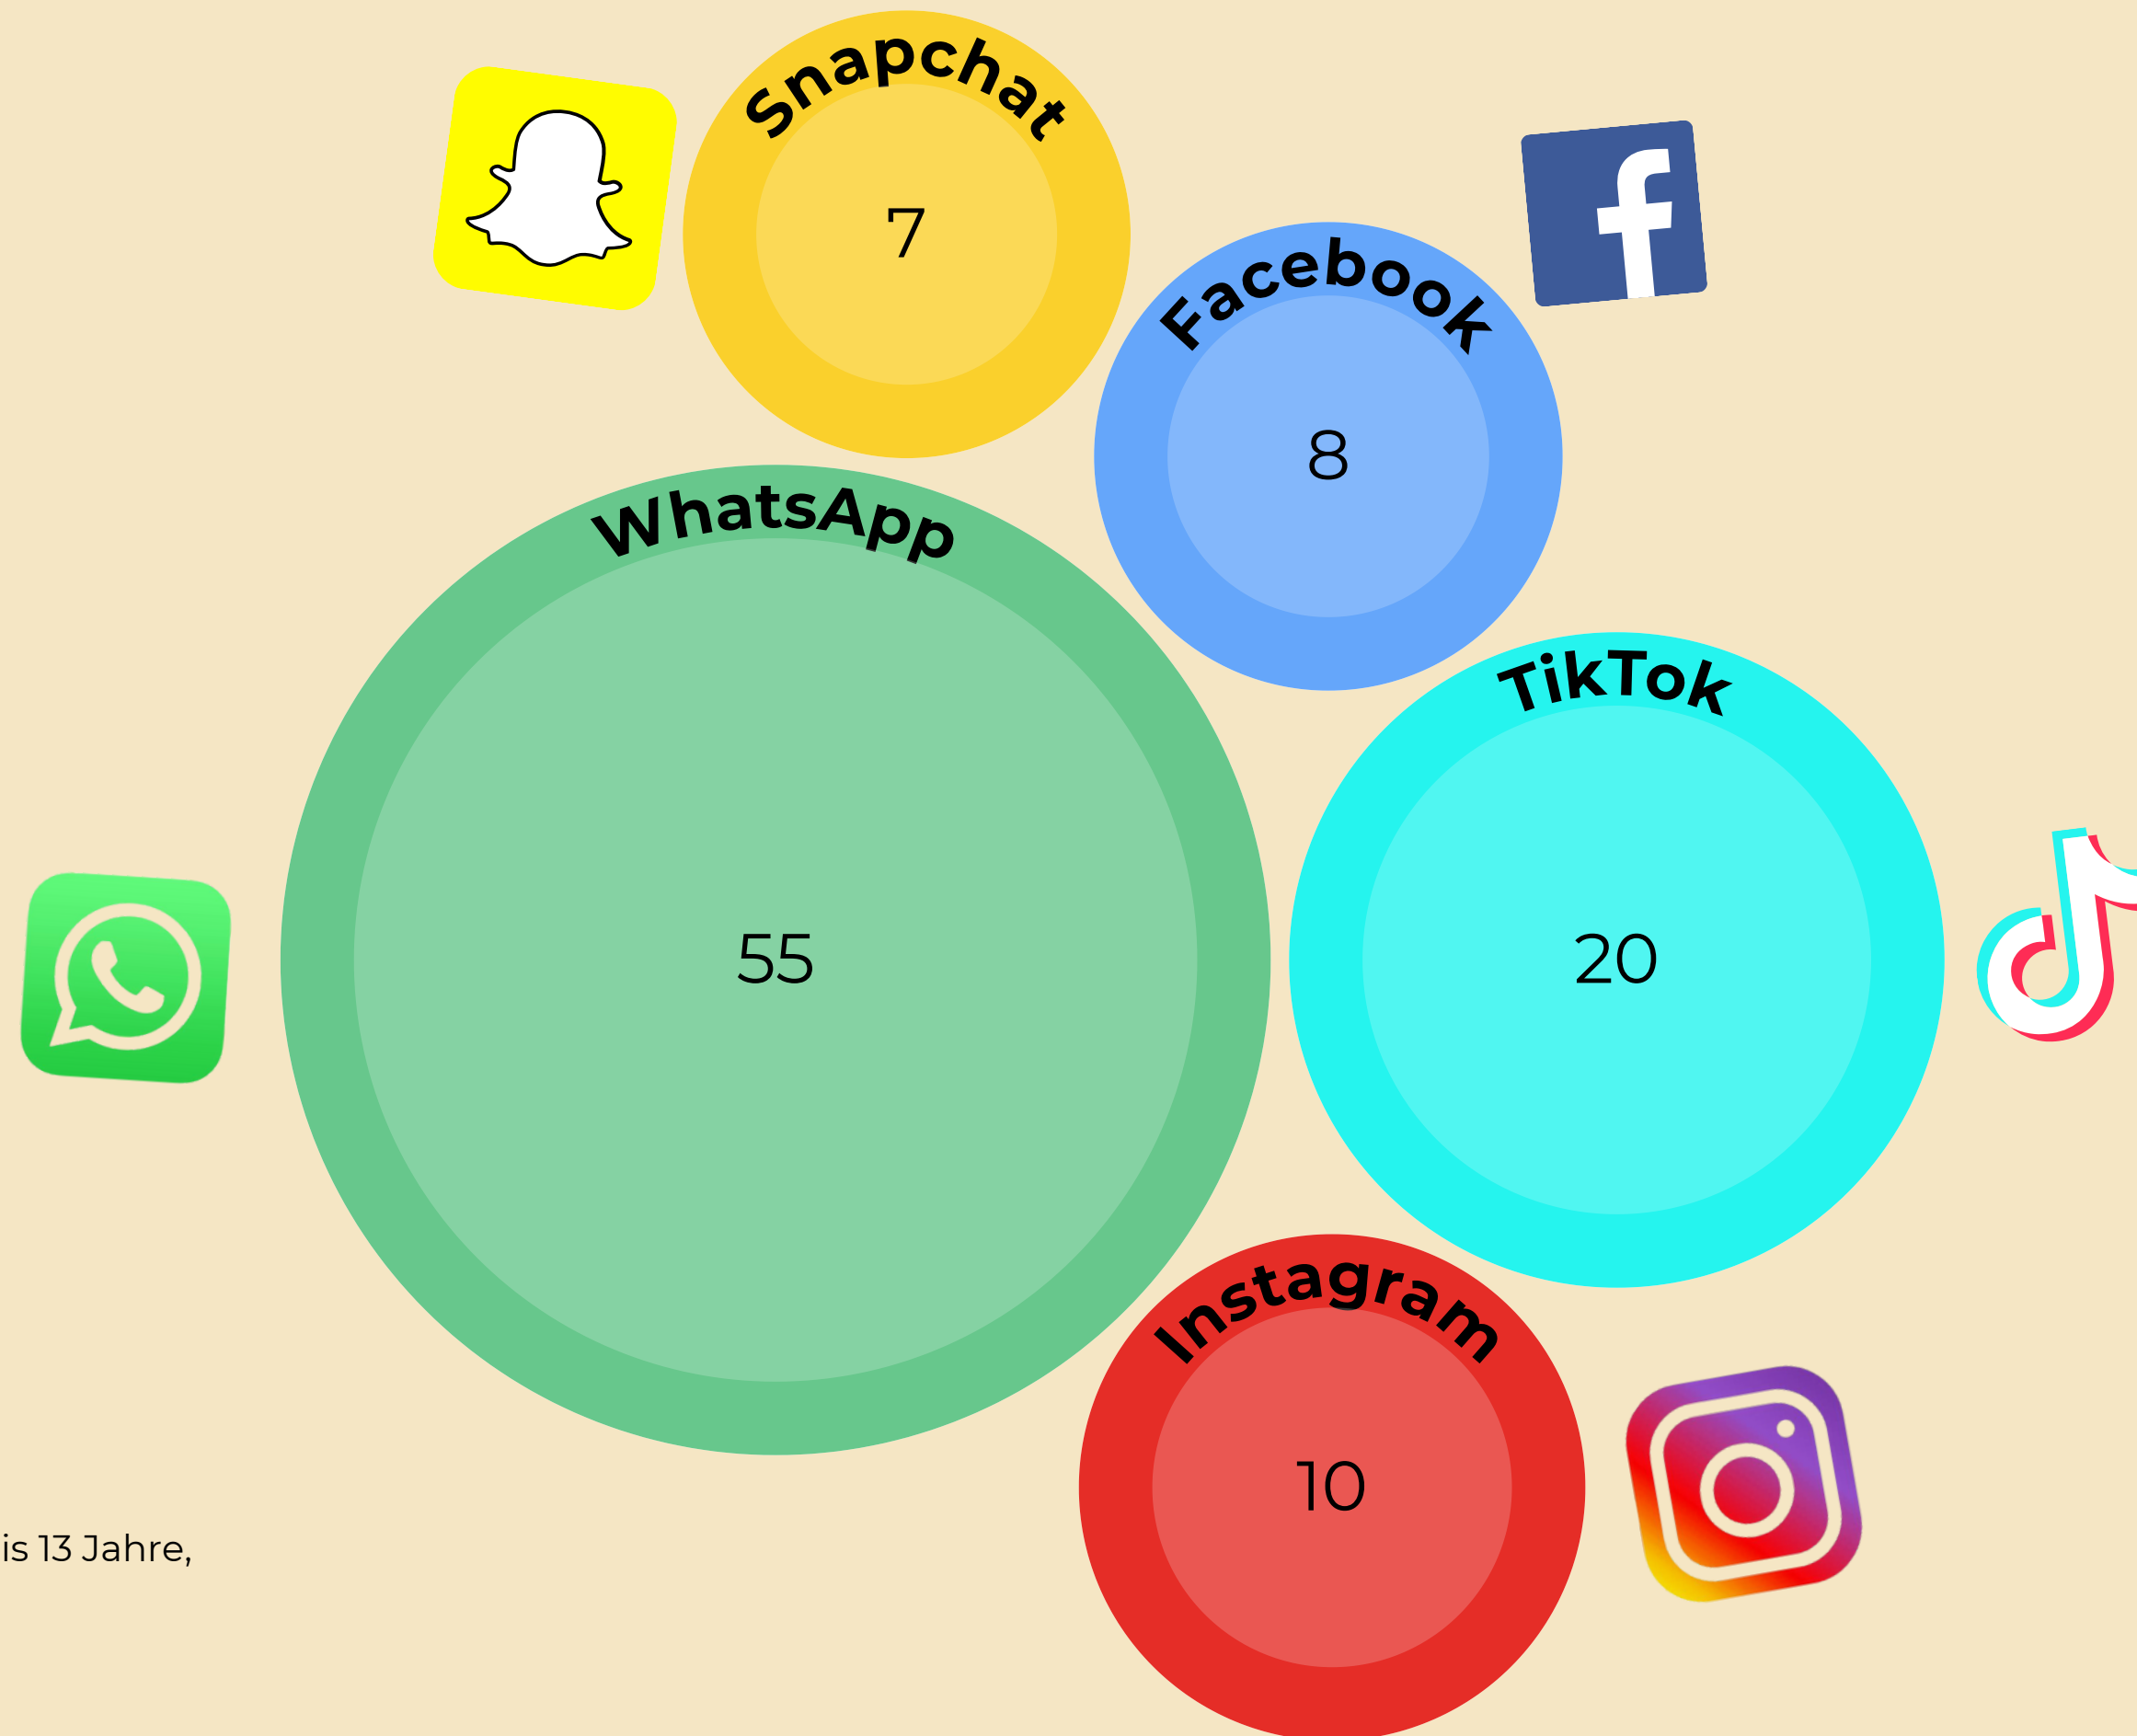 Snapchat
7
Facebook
8
WhatsApp
55
TikTok
20
Instagram
10
is 13 Jahre,